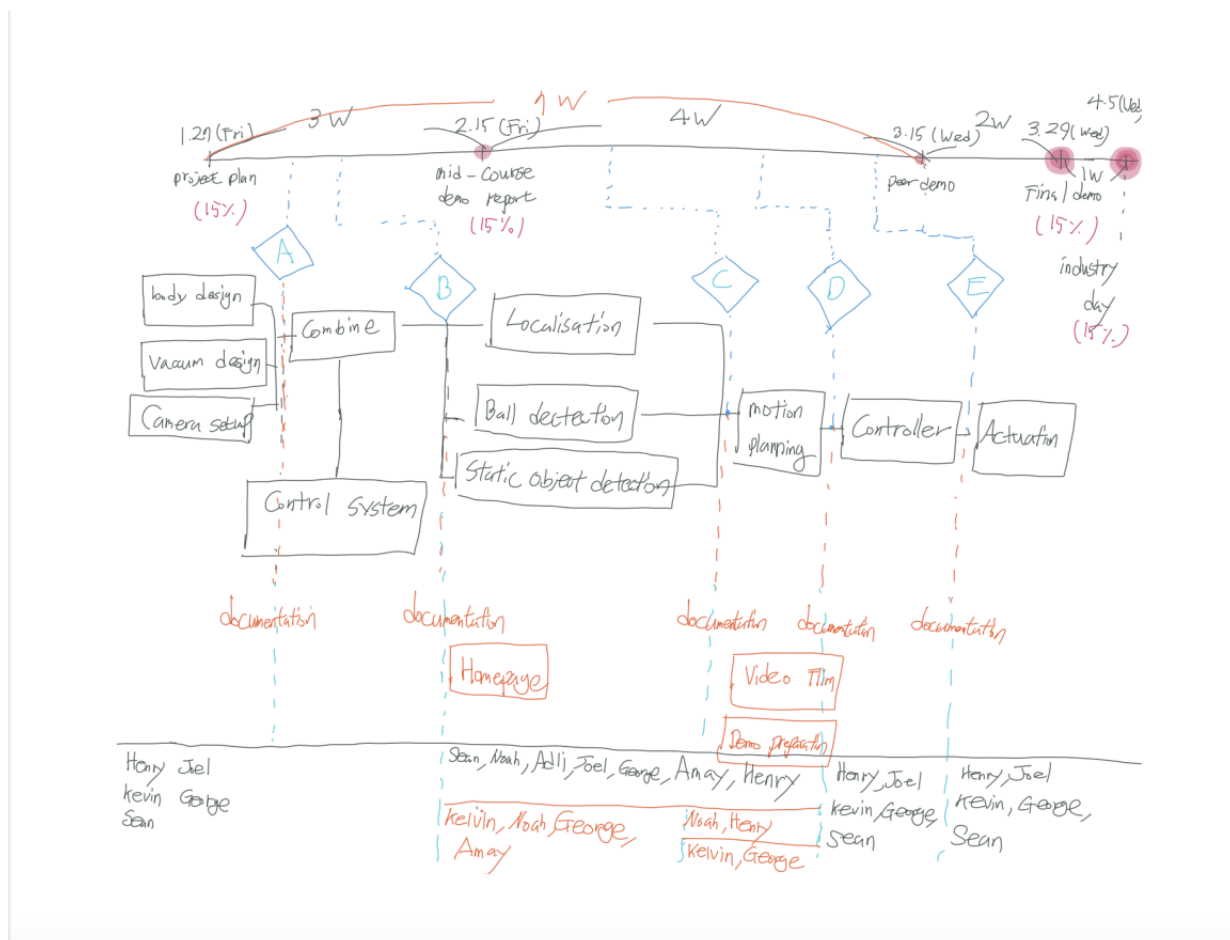 1 W
4.5(Wed)
3W
4W
2W
1.27(Fri)
2.15(Fri)
3.15(Wed)
3.29(Wed)
project plan
(15%)
mid-Course
demo report
(15%)
peer demo
1W
Final demo
(15%)
industry
day
(15%)
A
B
C
D
E
body design
Vacuum design
Camera setup
Combine
Control System
Localisation
Ball dectection
Static object detection
motion
planning
Controller
Actuation
documentation
documentation
documentation
documentation
documentation
Homepage
Video Film
Demo preparation
Henry Joel
Kevin George
Sean
Sean, Noah, Adli, Joel, George, Amay, Henry
Kelvin, Noah, George,
Amay
Noah, Henry
Kelvin, George
Henry, Joel
Kevin, George,
Sean
Henry, Joel
Kevin, George,
Sean